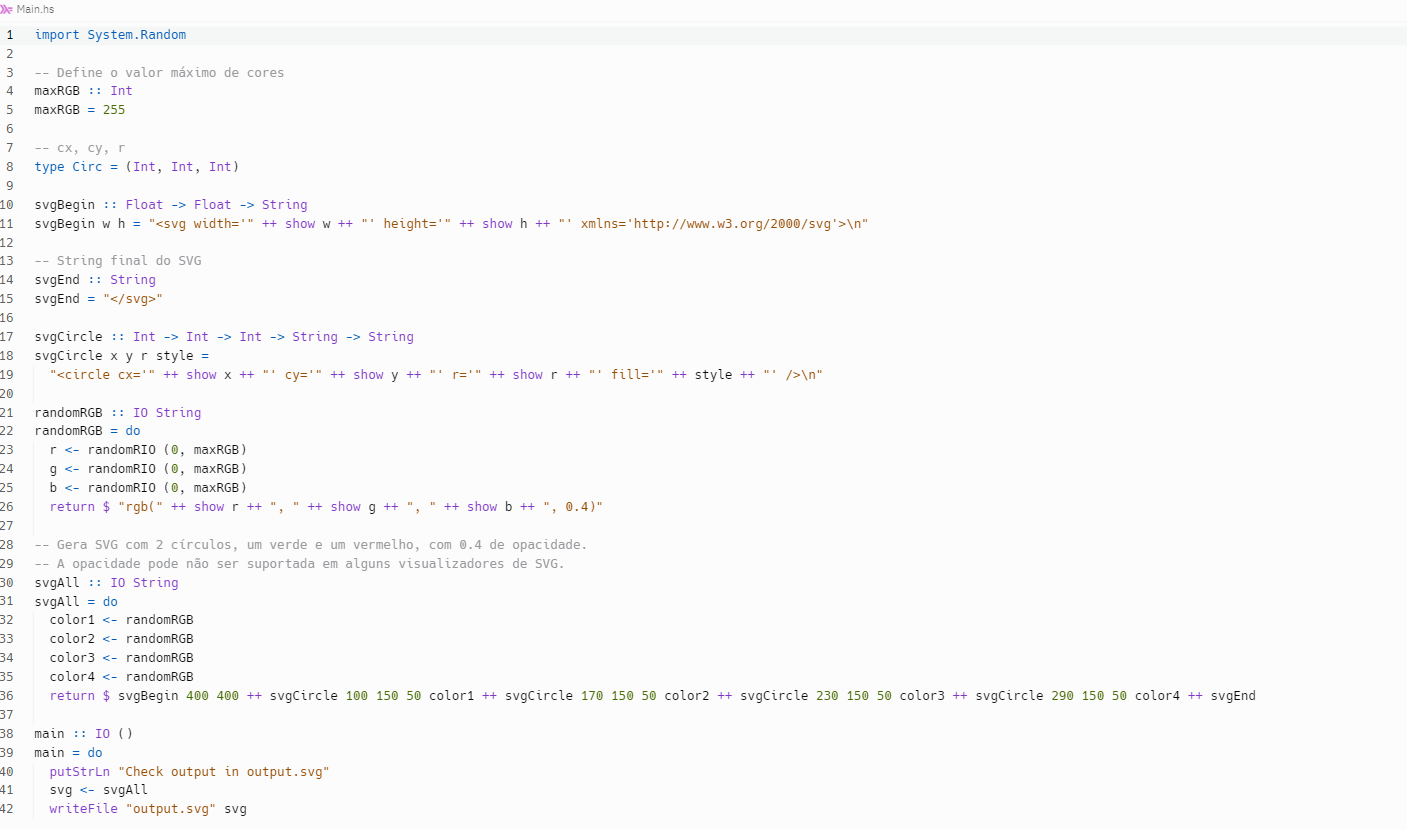 Main.hs
1 import System.Random
2
3 -- Define o valor máximo de cores
4 maxRGB :: Int
5 maxRGB = 255
6
7 -- cx, cy, r
8 type Circ = (Int, Int, Int)
9
10 svgBegin :: Float -> Float -> String
11 svgBegin w h = "<svg width='" ++ show w ++ "' height='" ++ show h ++ "' xmlns='http://www.w3.org/2000/svg'>\n"
12
13 -- String final do SVG
14 svgEnd :: String
15 svgEnd = "</svg>"
16
17 svgCircle :: Int -> Int -> Int -> String -> String
18 svgCircle x y r style =
19   "<circle cx='" ++ show x ++ "' cy='" ++ show y ++ "' r='" ++ show r ++ "' fill='" ++ style ++ "' />\n"
20
21 randomRGB :: IO String
22 randomRGB = do
23   r <- randomRIO (0, maxRGB)
24   g <- randomRIO (0, maxRGB)
25   b <- randomRIO (0, maxRGB)
26   return $ "rgb(" ++ show r ++ ", " ++ show g ++ ", " ++ show b ++ ", 0.4)"
27
28 -- Gera SVG com 2 círculos, um verde e um vermelho, com 0.4 de opacidade.
29 -- A opacidade pode não ser suportada em alguns visualizadores de SVG.
30 svgAll :: IO String
31 svgAll = do
32   color1 <- randomRGB
33   color2 <- randomRGB
34   color3 <- randomRGB
35   color4 <- randomRGB
36   return $ svgBegin 400 400 ++ svgCircle 100 150 50 color1 ++ svgCircle 170 150 50 color2 ++ svgCircle 230 150 50 color3 ++ svgCircle 290 150 50 color4 ++ svgEnd
37
38 main :: IO ()
39 main = do
40   putStrLn "Check output in output.svg"
41   svg <- svgAll
42   writeFile "output.svg" svg